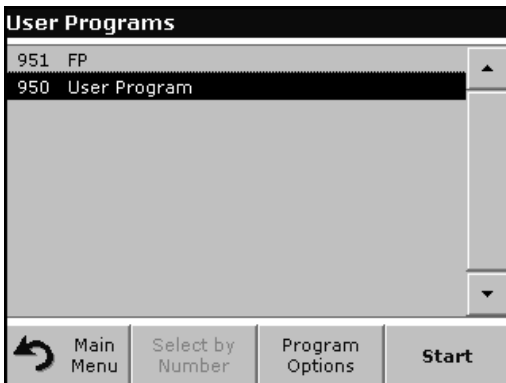 User Programs
951 FP
950 User Program
Main Menu
Select by Number
Program Options
Start